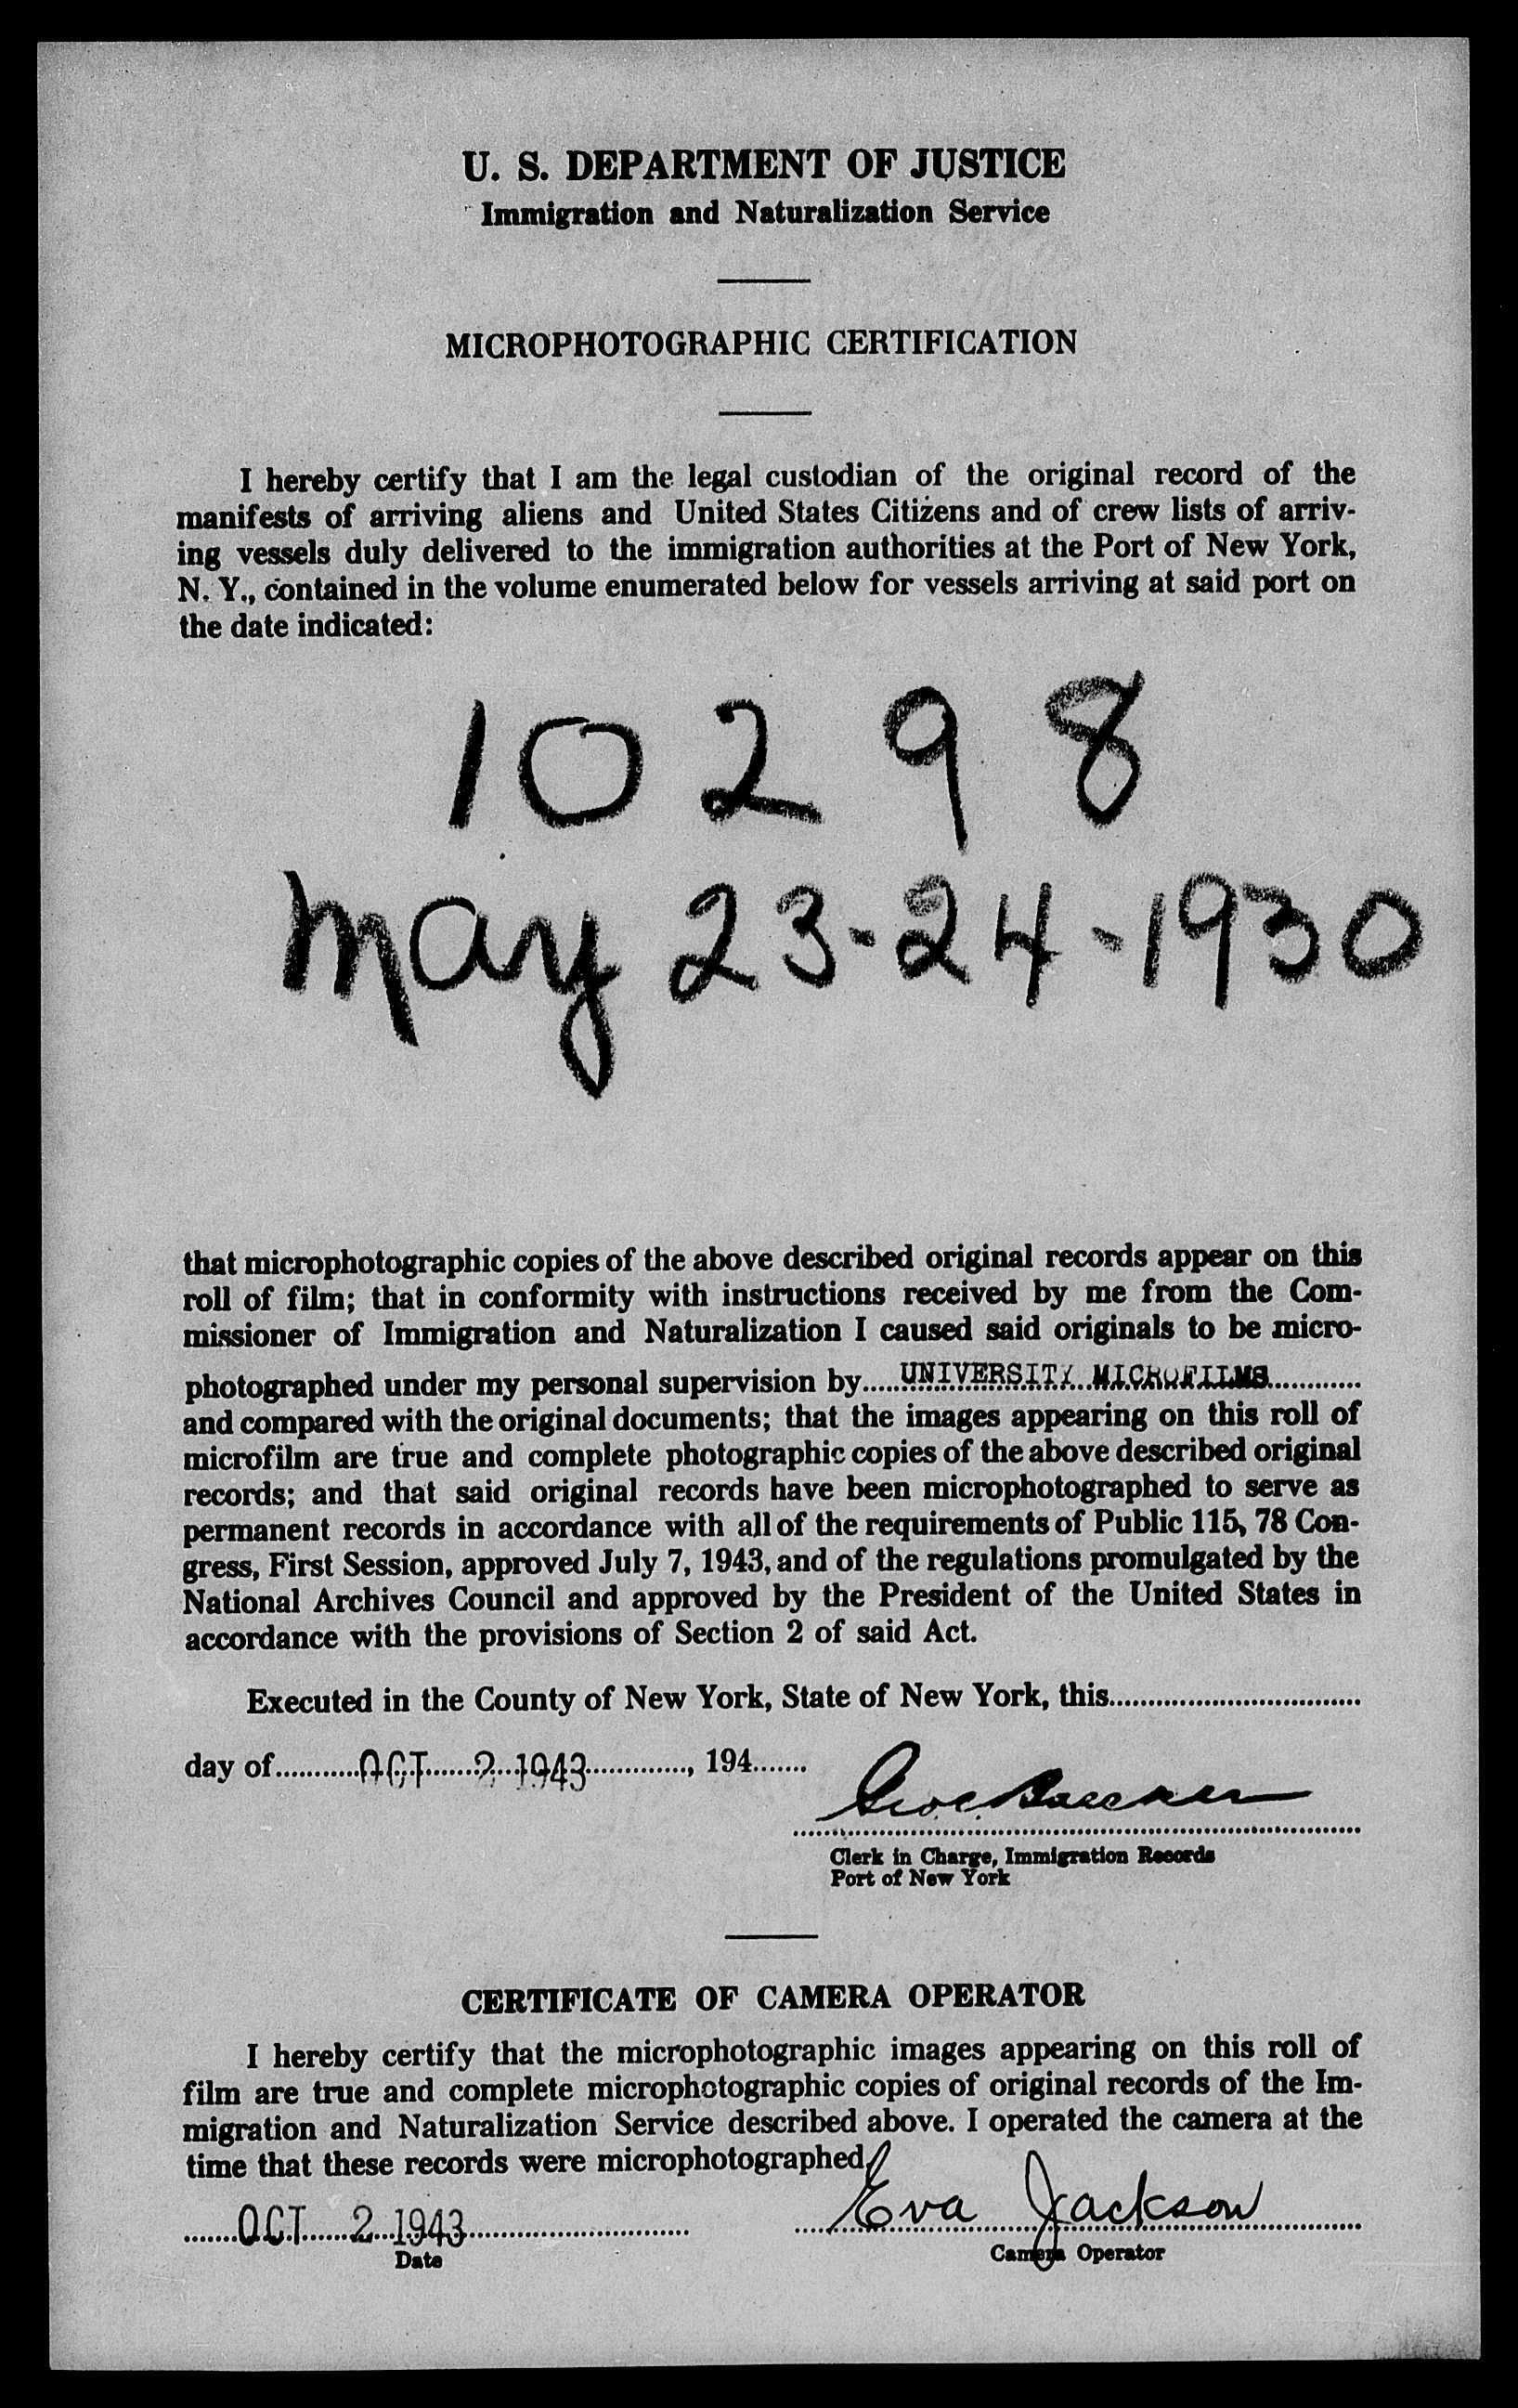 U. S. DEPARTMENT OF JUSTICE
Immigration and Naturalization Service
MICROPHOTOGRAPHIC CERTIFICATION
I hereby certify that I am the legal custodian of the original record of the
manifests of arriving aliens and United States Citizens and of crew lists of arriv-
ing vessels duly delivered to the immigration authorities at the Port of New York,
N. Y., contained in the volume enumerated below for vessels arriving at said port on
the date indicated:
10298
May 23-24-1930
that microphotographic copies of the above described original records appear on this
roll of film; that in conformity with instructions received by me from the Com-
missioner of Immigration and Naturalization I caused said originals to be micro-
photographed under my personal supervision by.....UNIVERSITY MICROFILMS............
and compared with the original documents; that the images appearing on this roll of
microfilm are true and complete photographic copies of the above described original
records; and that said original records have been microphotographed to serve as
permanent records in accordance with all of the requirements of Public 115, 78 Con-
gress, First Session, approved July 7, 1943, and of the regulations promulgated by the
National Archives Council and approved by the President of the United States in
accordance with the provisions of Section 2 of said Act.
Executed in the County of New York, State of New York, this...............................
day of...........OCT 2 1943............., 194.......
Clerk in Charge, Immigration Records
Port of New York
CERTIFICATE OF CAMERA OPERATOR
I hereby certify that the microphotographic images appearing on this roll of
film are true and complete microphotographic copies of original records of the Im-
migration and Naturalization Service described above. I operated the camera at the
time that these records were microphotographed.
OCT 2 1943 Eva Jackson
Date Camera Operator